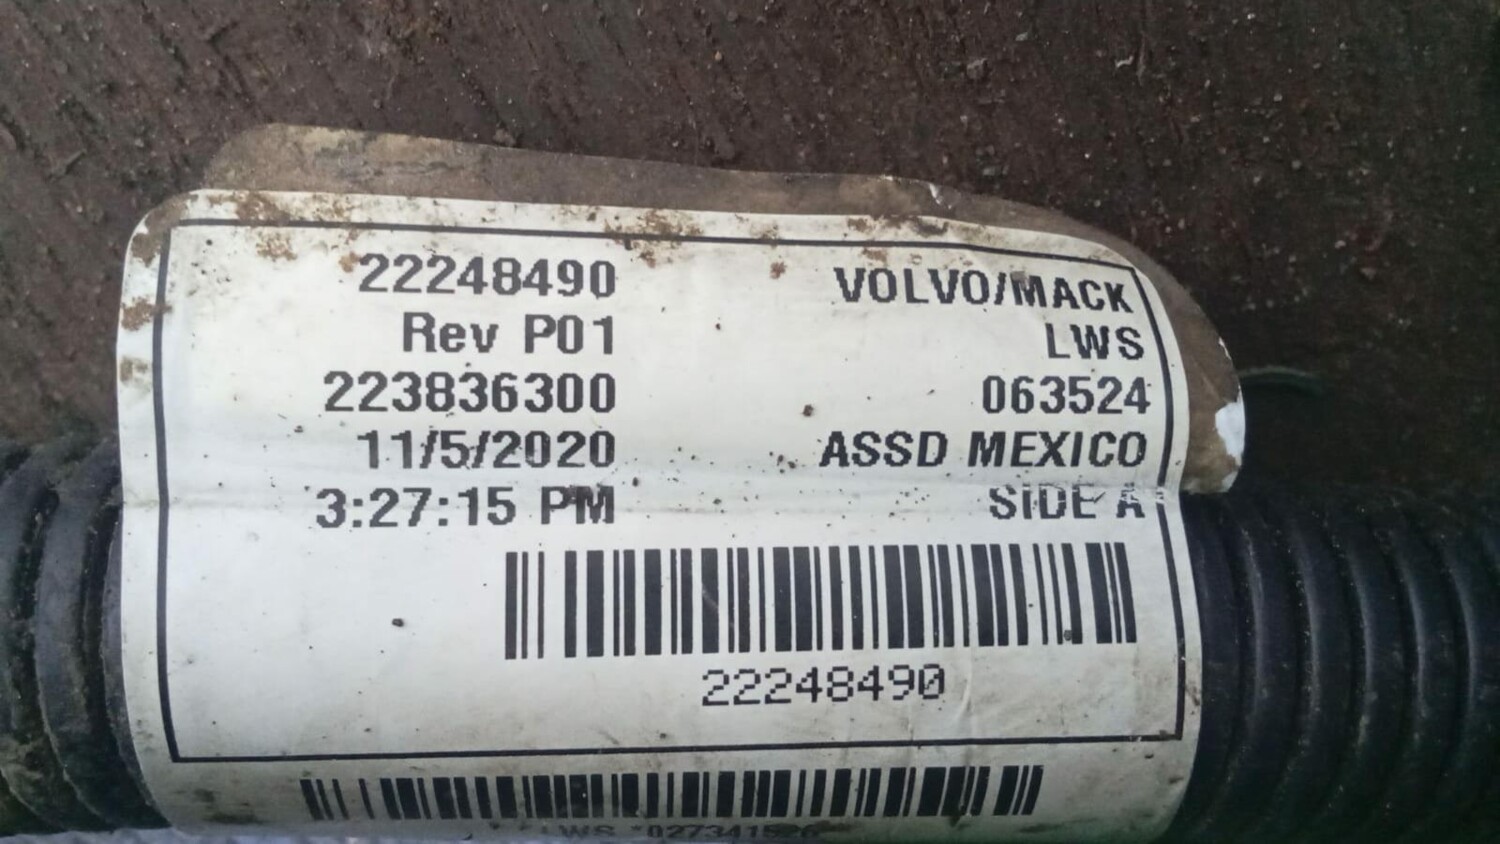 22248490
Rev P01
223836300
11/5/2020
3:27:15 PM
VOLVO/MACK
LWS
063524
ASSD MEXICO
SIDE A
22248490
LWS